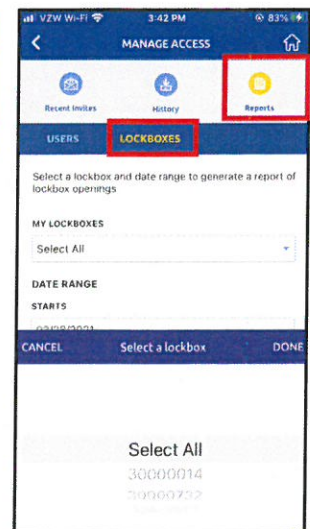 VZW Wi-Fi 3:42 PM 83%
MANAGE ACCESS
Recent Invites History Reports
USERS LOCKBOXES
Select a lockbox and date range to generate a report of
lockbox openings
MY LOCKBOXES
Select All
DATE RANGE
STARTS
CANCEL Select a lockbox DONE
Select All
30000014